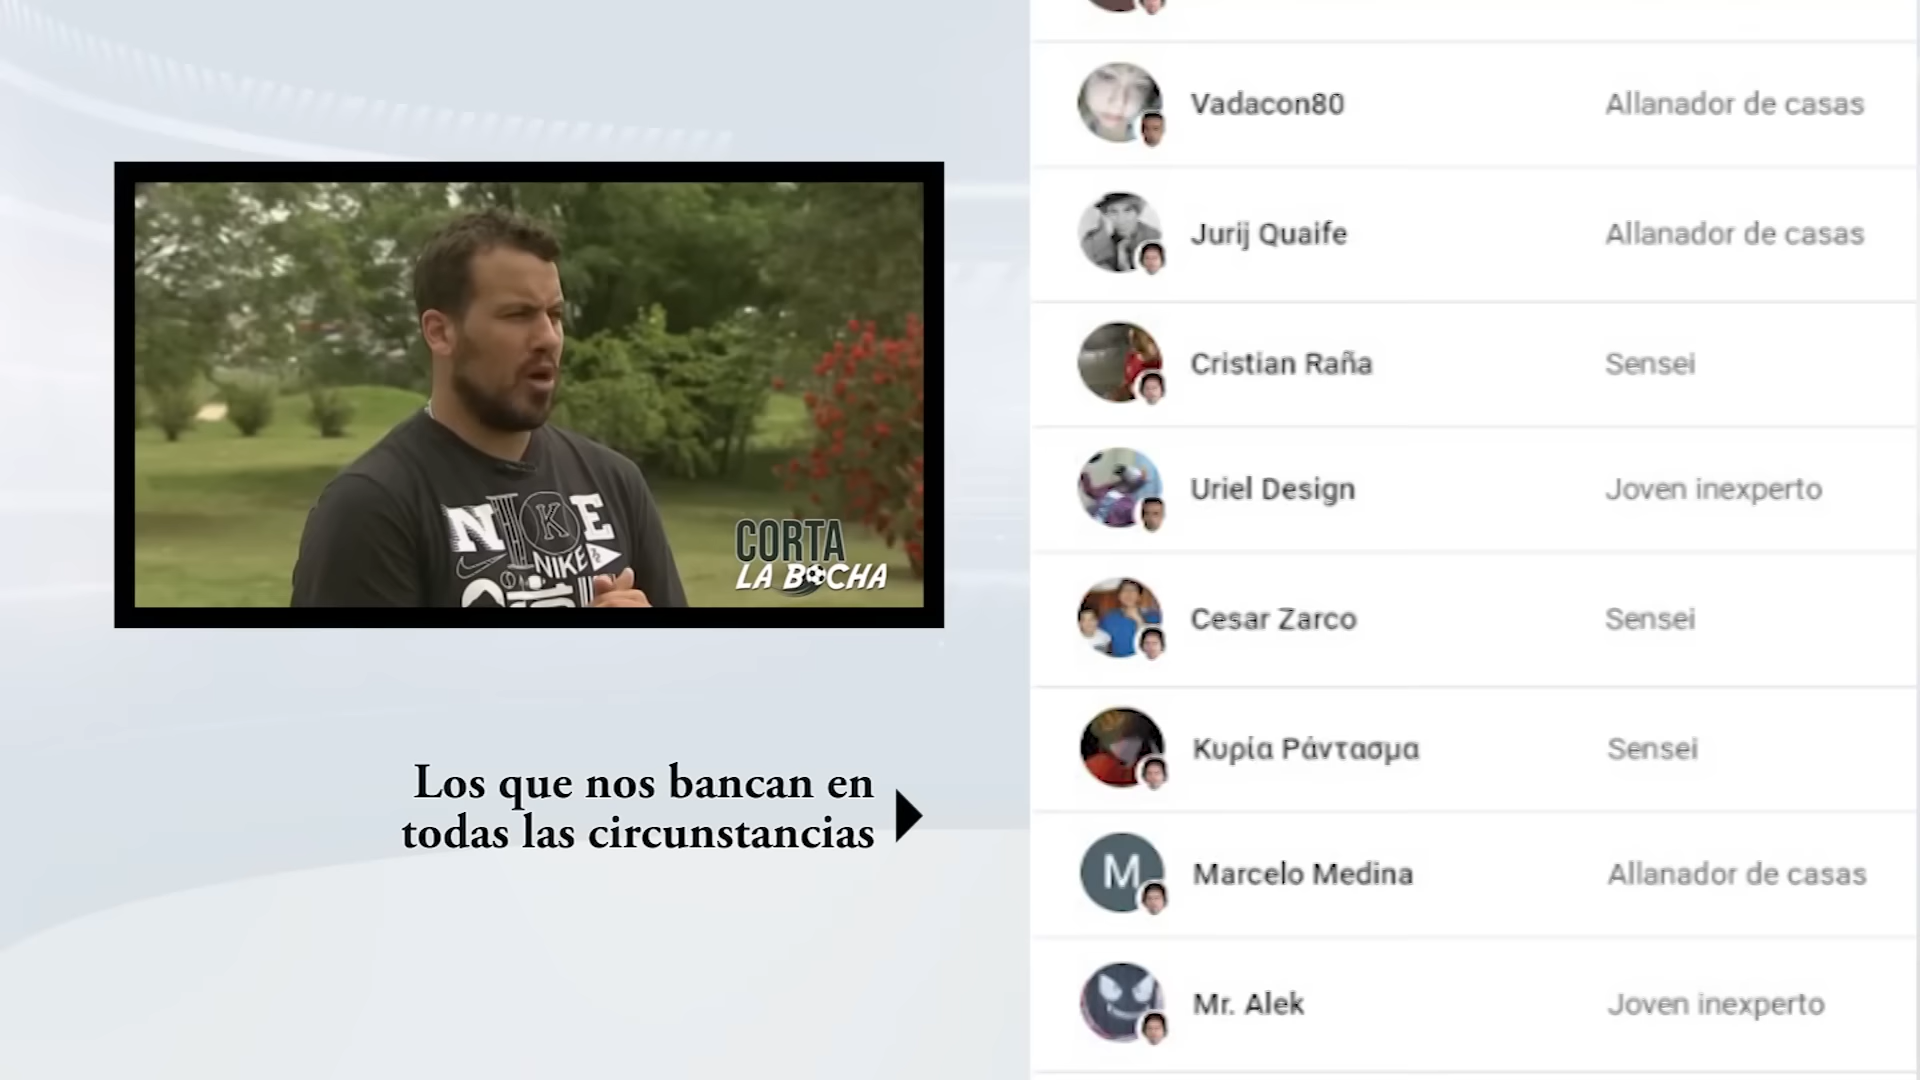 NIKE
NIKE
CORTA
LA BOCHA
Los que nos bancan en
todas las circunstancias
Vadacon80 Allanador de casas
Jurij Quaife Allanador de casas
Cristian Raña Sensei
Uriel Design Joven inexperto
Cesar Zarco Sensei
Κυρία Ράντασμα Sensei
M Marcelo Medina Allanador de casas
Mr. Alek Joven inexperto